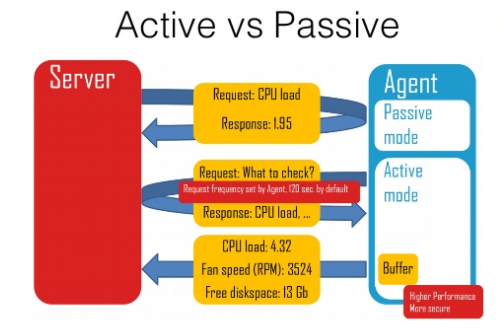 Active vs Passive
Server
Agent
Request: CPU load
Response: 1.95
Passive
mode
Request: What to check?
Request frequency set by Agent, 120 sec. by default
Response: CPU load, ...
Active
mode
CPU load: 4.32
Fan speed (RPM): 3524
Free diskspace: 13 Gb
Buffer
Higher Performance
More secure